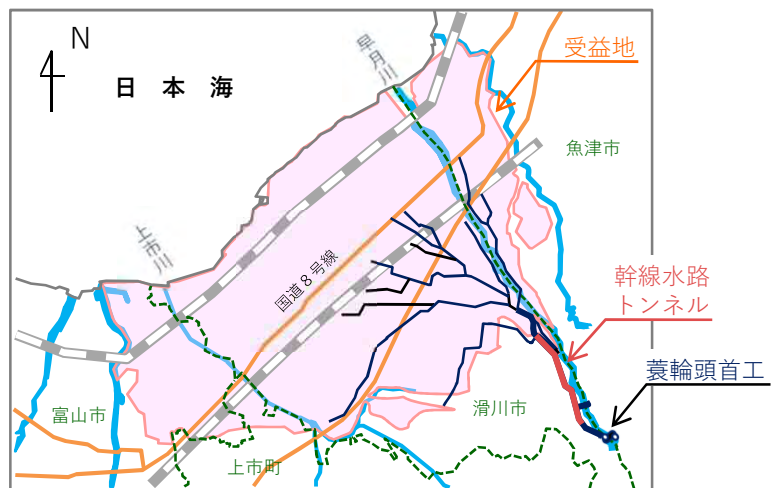 N
日本海
早月川
受益地
魚津市
上市川
国道8号線
幹線水路
トンネル
蓑輪頭首工
富山市
滑川市
上市町